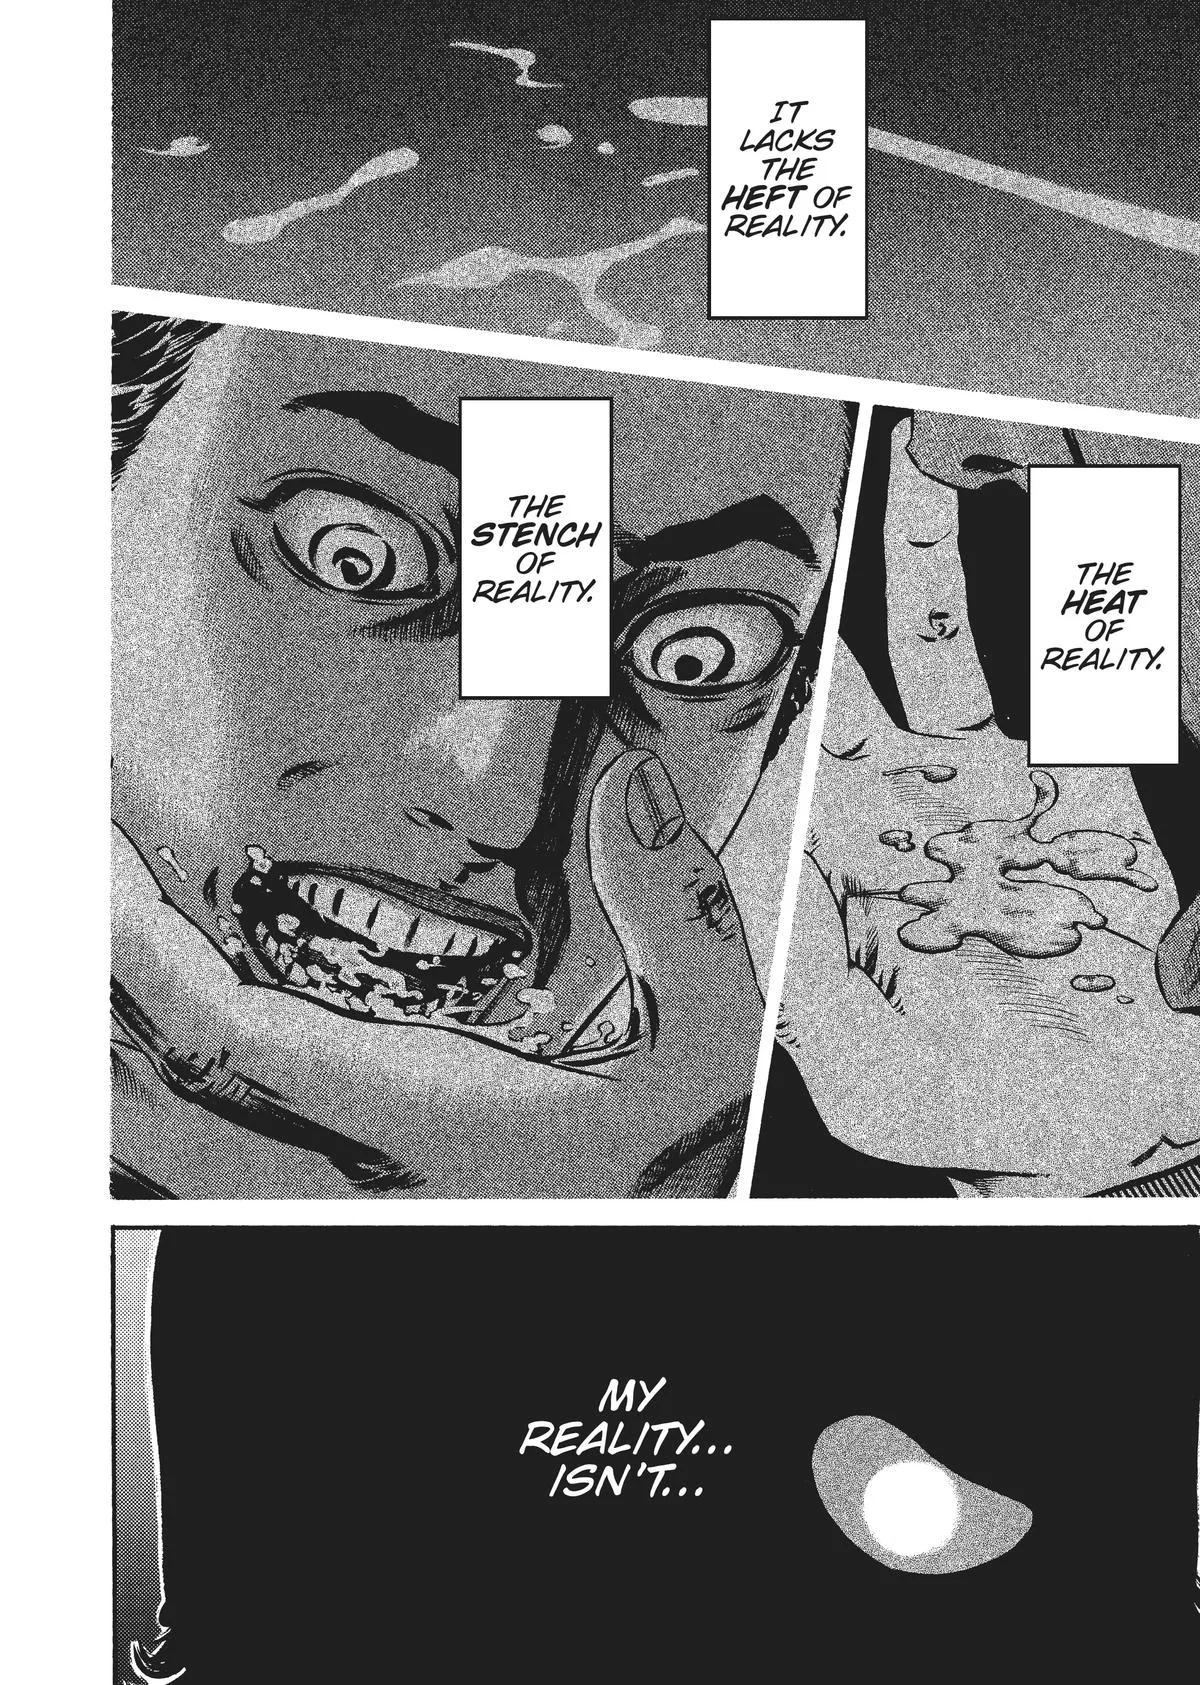 IT
LACKS
THE
HEFT OF
REALITY.
THE
HEAT
OF
REALITY.
THE
STENCH
OF
REALITY.
MY
REALITY...
ISN'T...